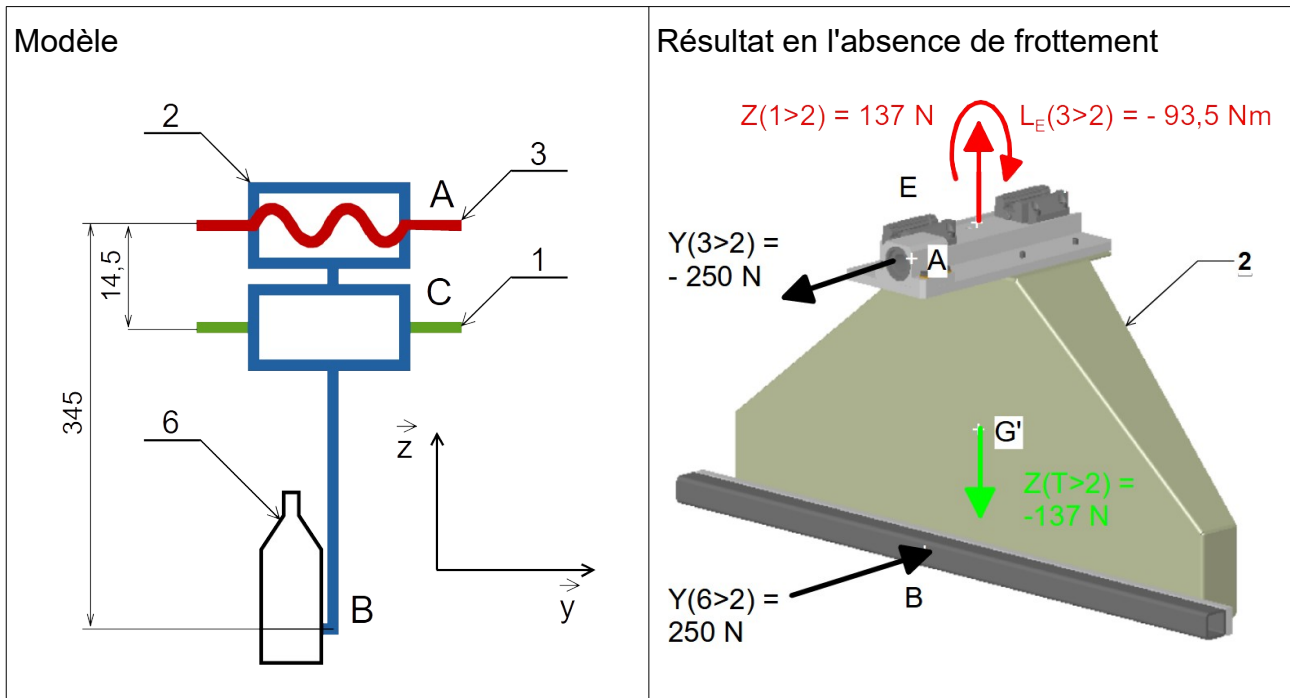 Modèle
2
3
A
14,5
C
1
345
6
z
y
B
Résultat en l'absence de frottement
Z(1>2) = 137 N
L_E(3>2) = - 93,5 Nm
E
Y(3>2) =
- 250 N
A
2
G'
Z(T>2) =
-137 N
Y(6>2) =
250 N
B